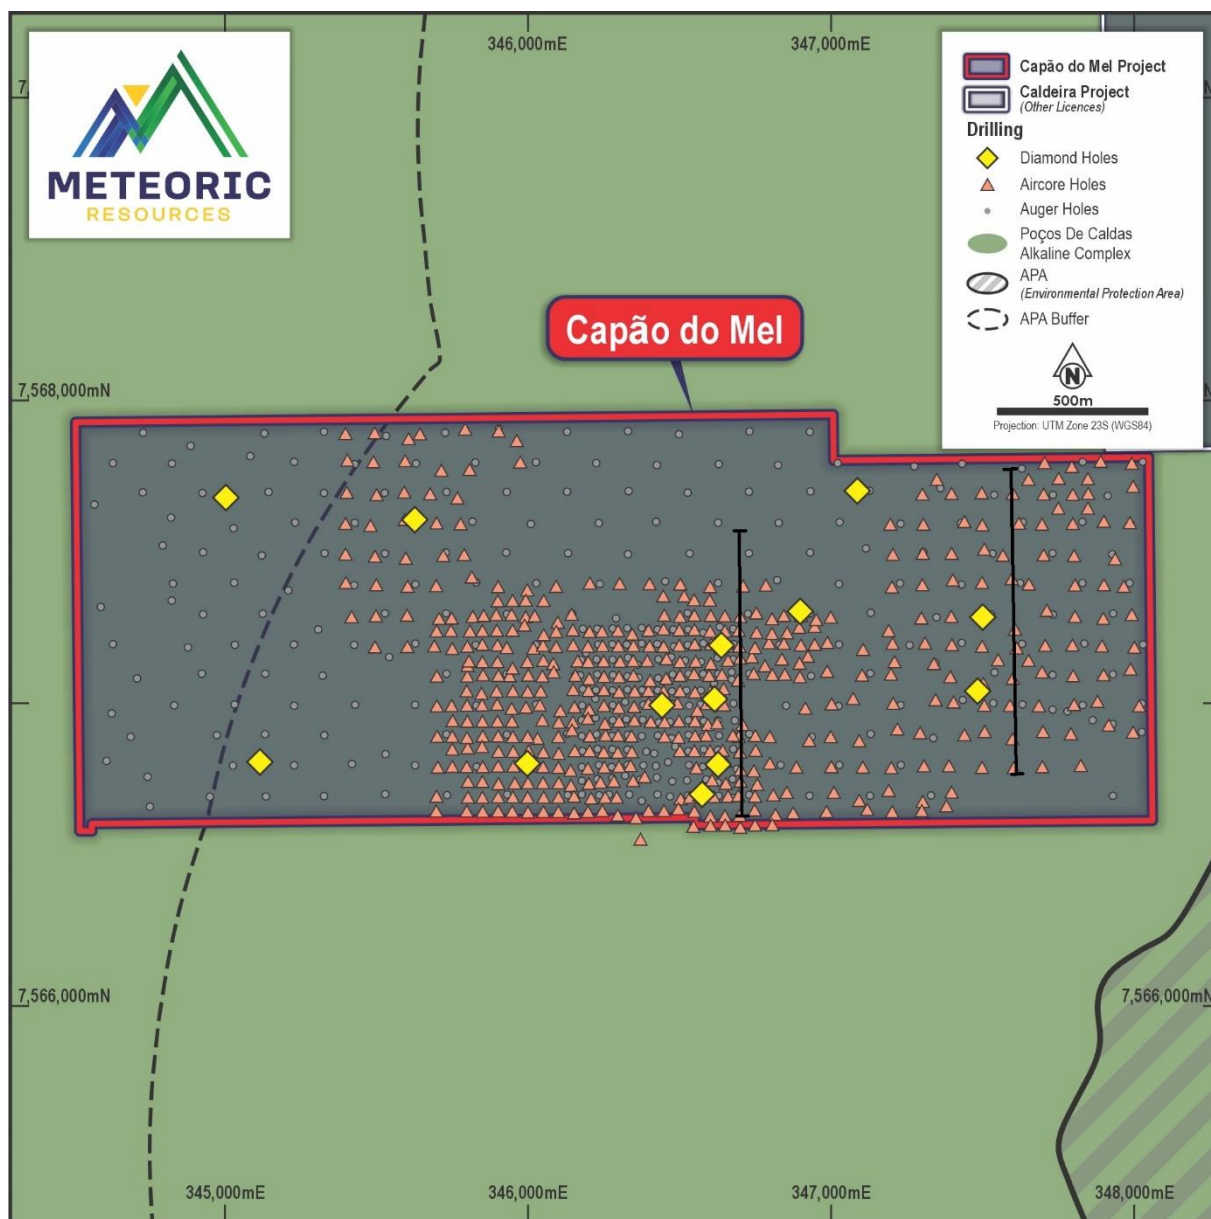 METEORIC
RESOURCES
346,000mE
347,000mE
Capão do Mel Project
Caldeira Project
(Other Licences)
Drilling
Diamond Holes
Aircore Holes
Auger Holes
Poços De Caldas
Alkaline Complex
APA
(Environmental Protection Area)
APA Buffer
N
500m
Projection: UTM Zone 23S (WGS84)
Capão do Mel
7,568,000mN
7,566,000mN
7,566,000mN
345,000mE
346,000mE
347,000mE
348,000mE